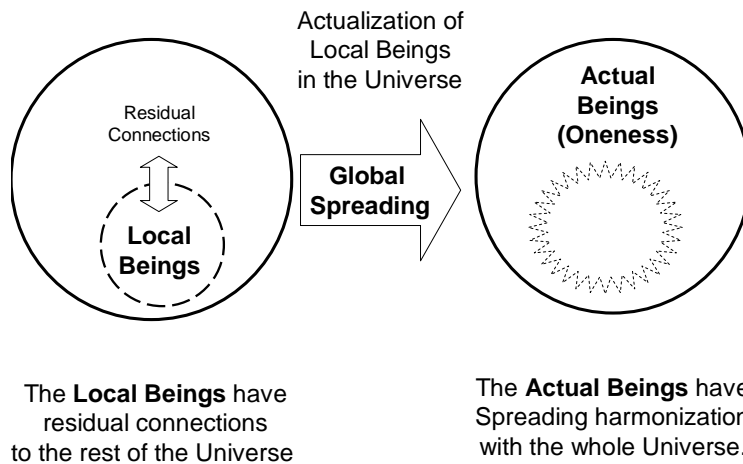 Actualization of
Local Beings
in the Universe
Residual
Connections
Local
Beings
Global
Spreading
Actual
Beings
(Oneness)
The Local Beings have
residual connections
to the rest of the Universe
The Actual Beings have
Spreading harmonization
with the whole Universe.